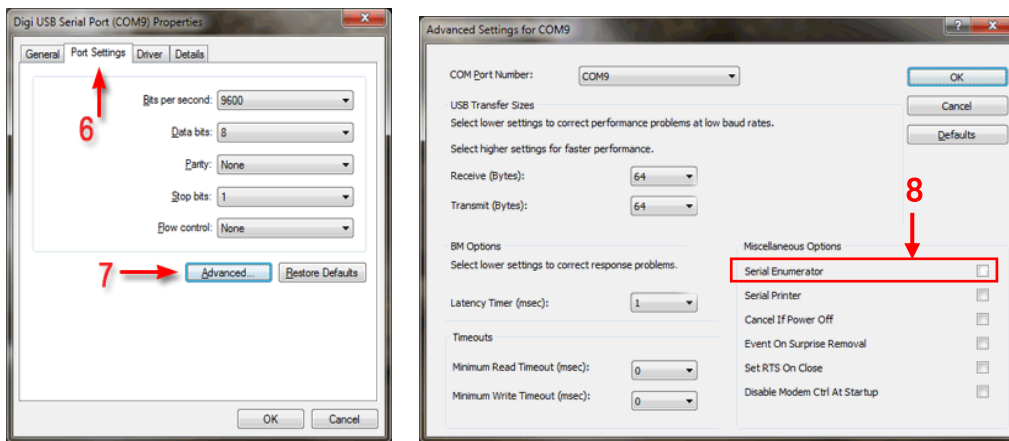 Digi USB Serial Port (COM9) Properties
General Port Settings Driver Details
6
Bits per second: 9600
Data bits: 8
Parity: None
Stop bits: 1
Flow control: None
7 Advanced... Restore Defaults
OK Cancel
Advanced Settings for COM9
COM Port Number: COM9
OK
Cancel
Defaults
USB Transfer Sizes
Select lower settings to correct performance problems at low baud rates.
Select higher settings for faster performance.
Receive (Bytes): 64
Transmit (Bytes): 64
8
BM Options
Select lower settings to correct response problems.
Latency Timer (msec): 1
Timeouts
Minimum Read Timeout (msec): 0
Minimum Write Timeout (msec): 0
Miscellaneous Options
Serial Enumerator
Serial Printer
Cancel If Power Off
Event On Surprise Removal
Set RTS On Close
Disable Modem Ctrl At Startup